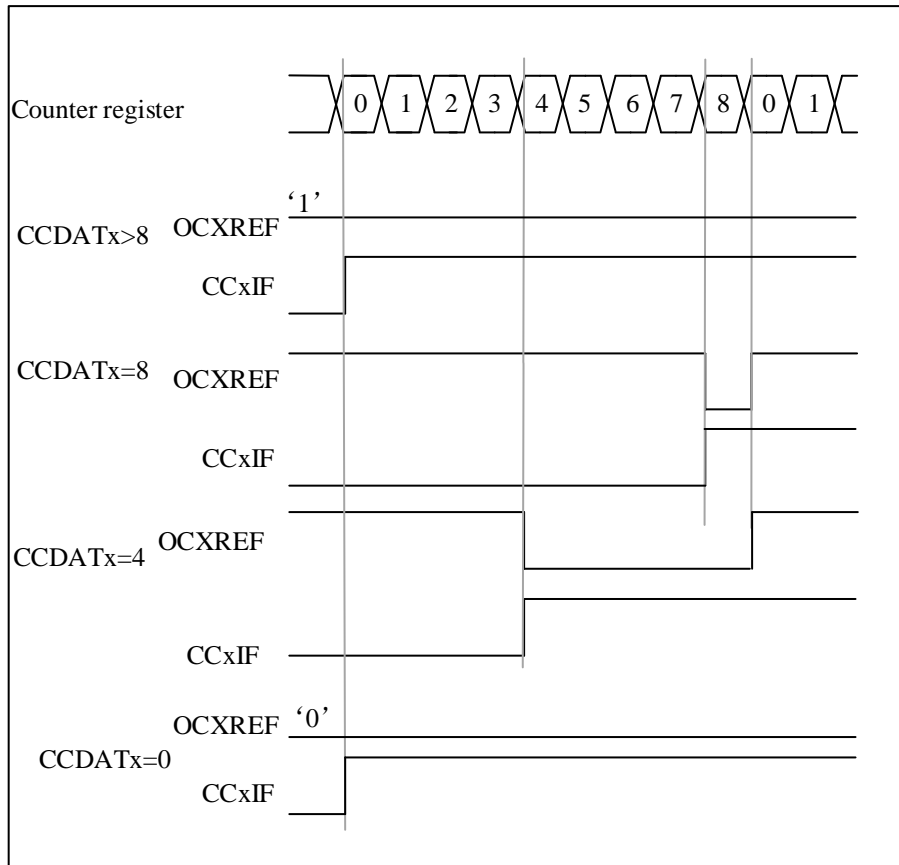 Counter register 0 1 2 3 4 5 6 7 8 0 1
‘1’
CCDATx>8 OCXREF
CCxIF
CCDATx=8 OCXREF
CCxIF
CCDATx=4 OCXREF
CCxIF
OCXREF ‘0’
CCDATx=0
CCxIF